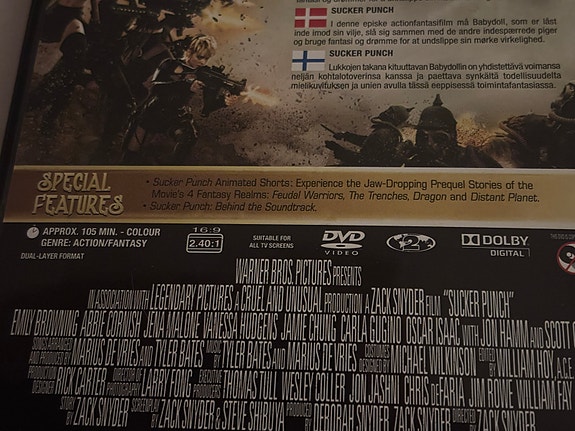 SUCKER PUNCH
I denne episke actionfantasifilm må Babydoll, som er låst
inde imod sin vilje, slå sig sammen med de andre indespærrede piger
og bruge fantasi og drømme for at undslippe sin mørke virkelighed.
SUCKER PUNCH
Lukkojen takana kituuttavan Babydollin on yhdistettävä voimansa
neljän kohtalotoverinsa kanssa ja paettava synkältä todellisuudelta
mielikuvituksen ja unien avulla tässä eeppisessä toimintafantasiassa.
SPECIAL
FEATURES
• Sucker Punch Animated Shorts: Experience the Jaw-Dropping Prequel Stories of the
Movie's 4 Fantasy Realms: Feudal Warriors, The Trenches, Dragon and Distant Planet.
• Sucker Punch: Behind the Soundtrack.
APPROX. 105 MIN. - COLOUR
GENRE: ACTION/FANTASY
DUAL-LAYER FORMAT
16:9
2.40:1
SUITABLE FOR
ALL TV SCREENS
DVD
VIDEO
2
DOLBY
DIGITAL
WARNER BROS. PICTURES PRESENTS
IN ASSOCIATION WITH LEGENDARY PICTURES A CRUEL AND UNUSUAL PRODUCTION A ZACK SNYDER FILM "SUCKER PUNCH"
EMILY BROWNING ABBIE CORNISH JENA MALONE VANESSA HUDGENS JAMIE CHUNG CARLA GUGINO OSCAR ISAAC WITH JON HAMM AND SCOTT
SONGS ARRANGED AND PRODUCED BY MARIUS DE VRIES AND TYLER BATES MUSIC BY TYLER BATES AND MARIUS DE VRIES COSTUMES DESIGNED BY MICHAEL WILKINSON EDITED BY WILLIAM HOY, A.C.E.
PRODUCTION DESIGNER RICK CARTER DIRECTOR OF PHOTOGRAPHY LARRY FONG EXECUTIVE PRODUCERS THOMAS TULL WESLEY COLLER JON JASHNI CHRIS DEFARIA JIM ROWE WILLIAM FAY
STORY BY ZACK SNYDER SCREENPLAY BY ZACK SNYDER & STEVE SHIBUYA PRODUCED BY DEBORAH SNYDER ZACK SNYDER DIRECTED BY ZACK SNYDER